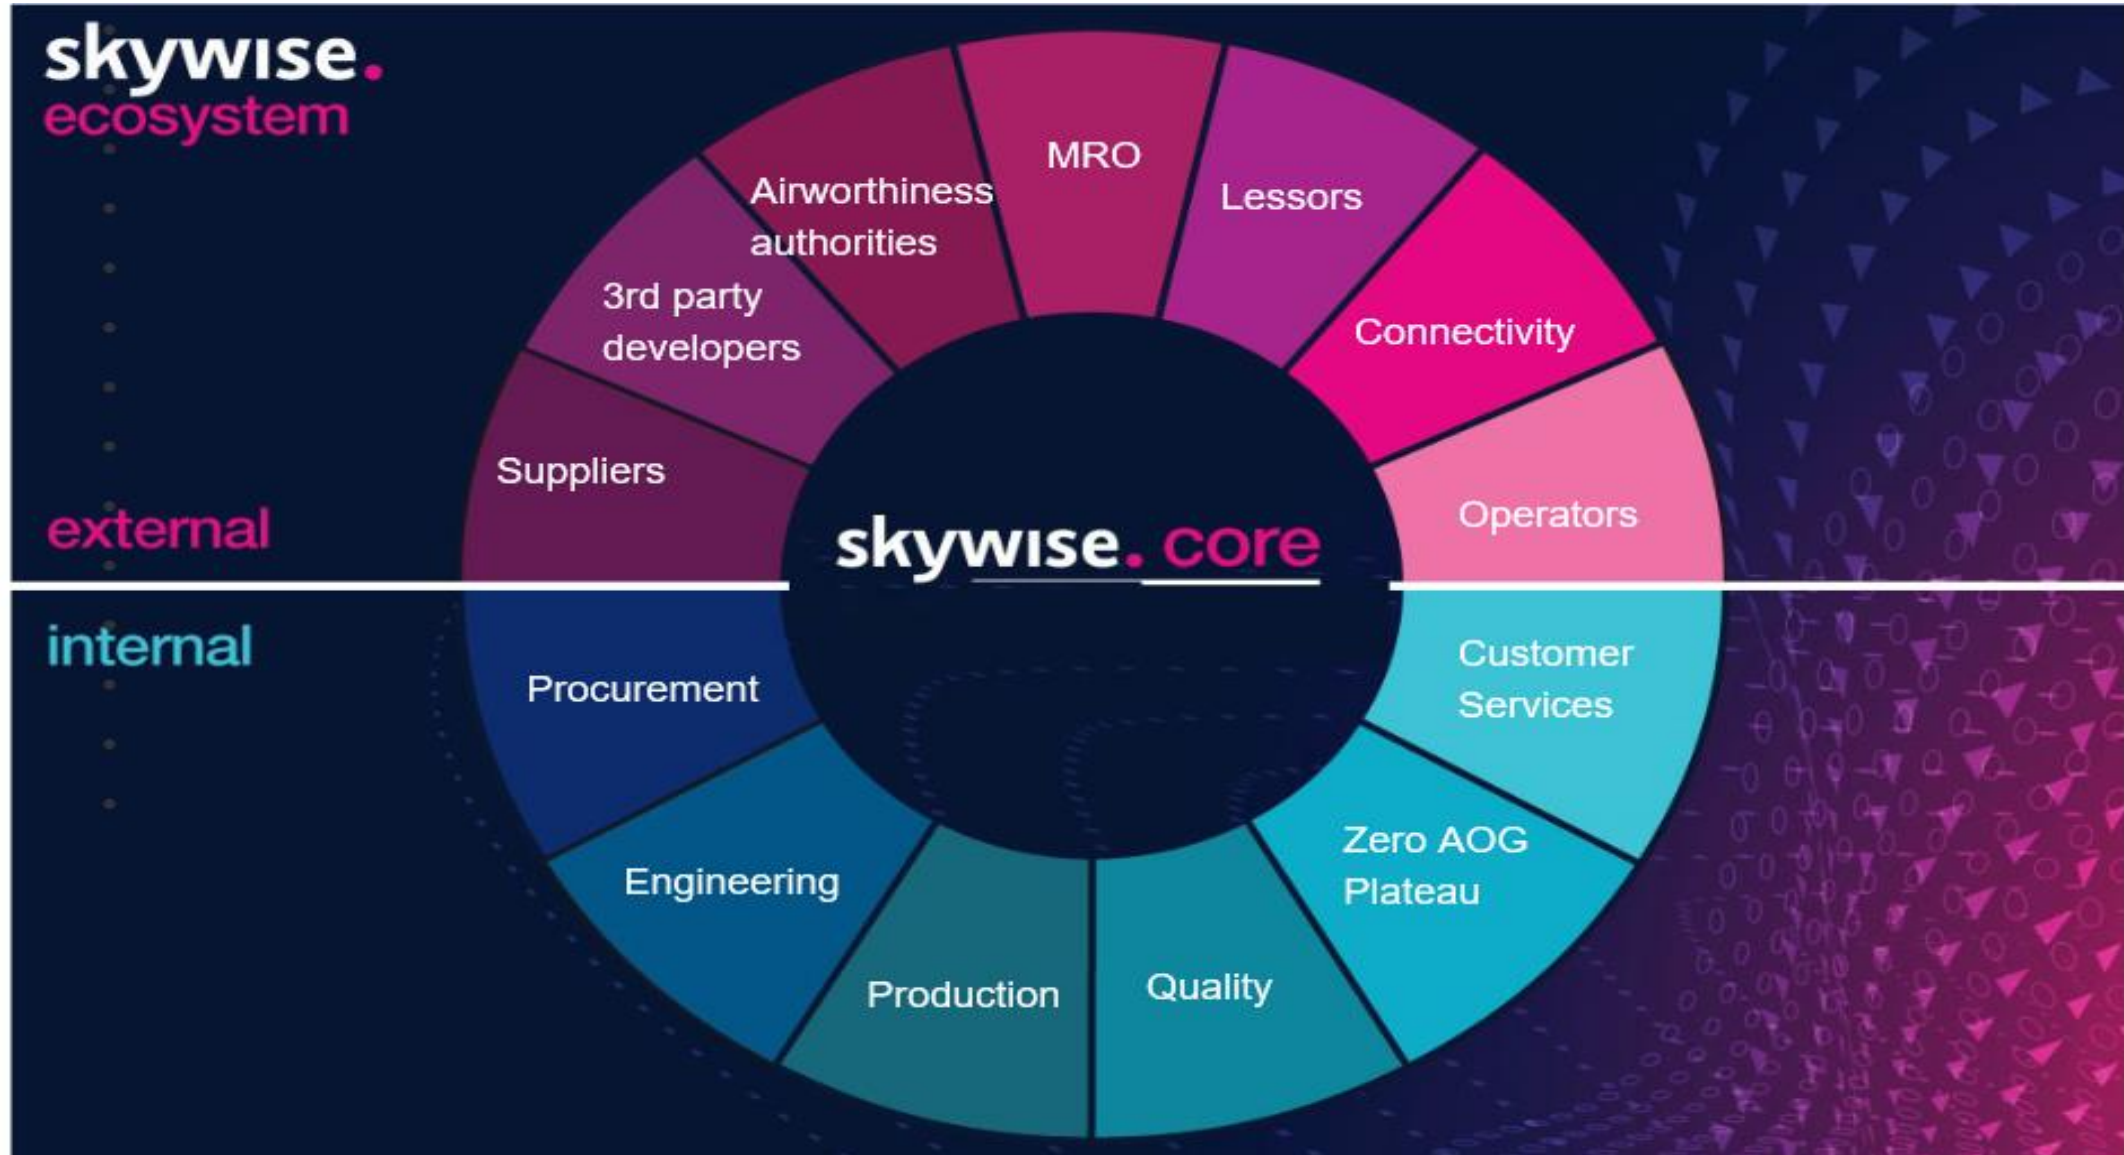 skywise.
ecosystem
MRO
Airworthiness
authorities
Lessors
3rd party
developers
Connectivity
Suppliers
Operators
external
skywise. core
internal
Customer
Services
Procurement
Zero AOG
Plateau
Engineering
Production
Quality